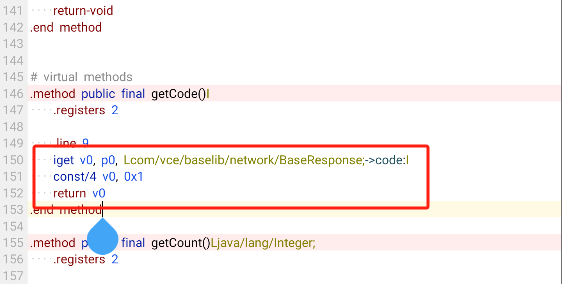 141 return-void
142 .end method
143
144
145 # virtual methods
146 .method public final getCode()I
147 .registers 2
148
149 .line 9
150 iget v0, p0, Lcom/vce/baselib/network/BaseResponse;->code:I
151 const/4 v0, 0x1
152 return v0
153 .end method
154
155 .method final getCount()Ljava/lang/Integer;
156 .registers 2
157